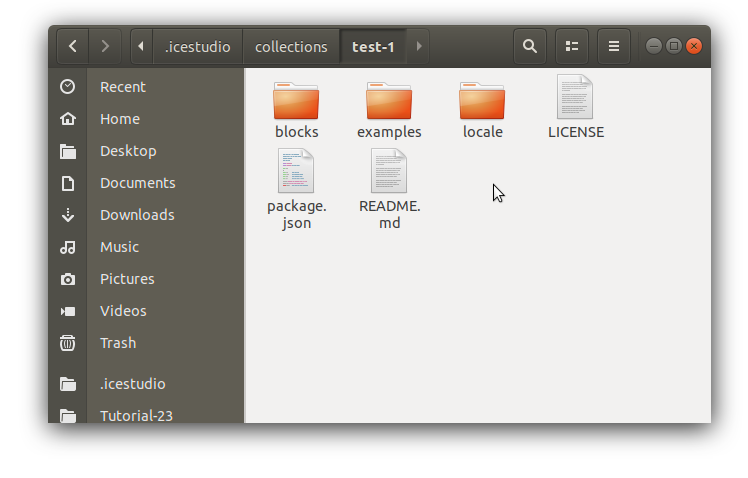 .icestudio
collections
test-1
Recent
Home
Desktop
Documents
Downloads
Music
Pictures
Videos
Trash
.icestudio
Tutorial-23
blocks
examples
locale
LICENSE
package.
json
README.
md